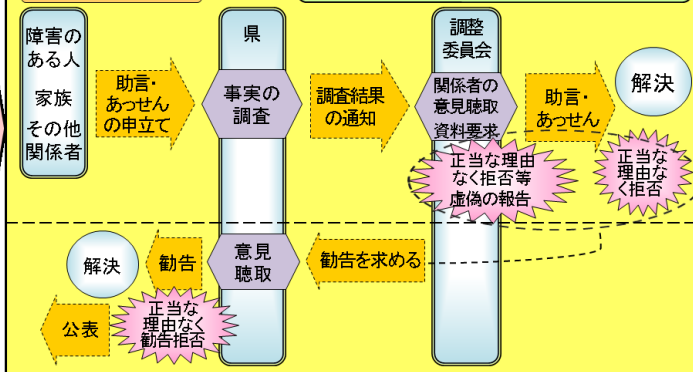 障害の
ある人
家族
その他
関係者
助言・
あっせん
の申立て
県
事実の
調査
調査結果
の通知
調整
委員会
関係者の
意見聴取
資料要求
助言・
あっせん
解決
正当な理由
なく拒否等
虚偽の報告
正当な
理由な
く拒否
解決
勧告
意見
聴取
勧告を求める
公表
正当な
理由なく
勧告拒否